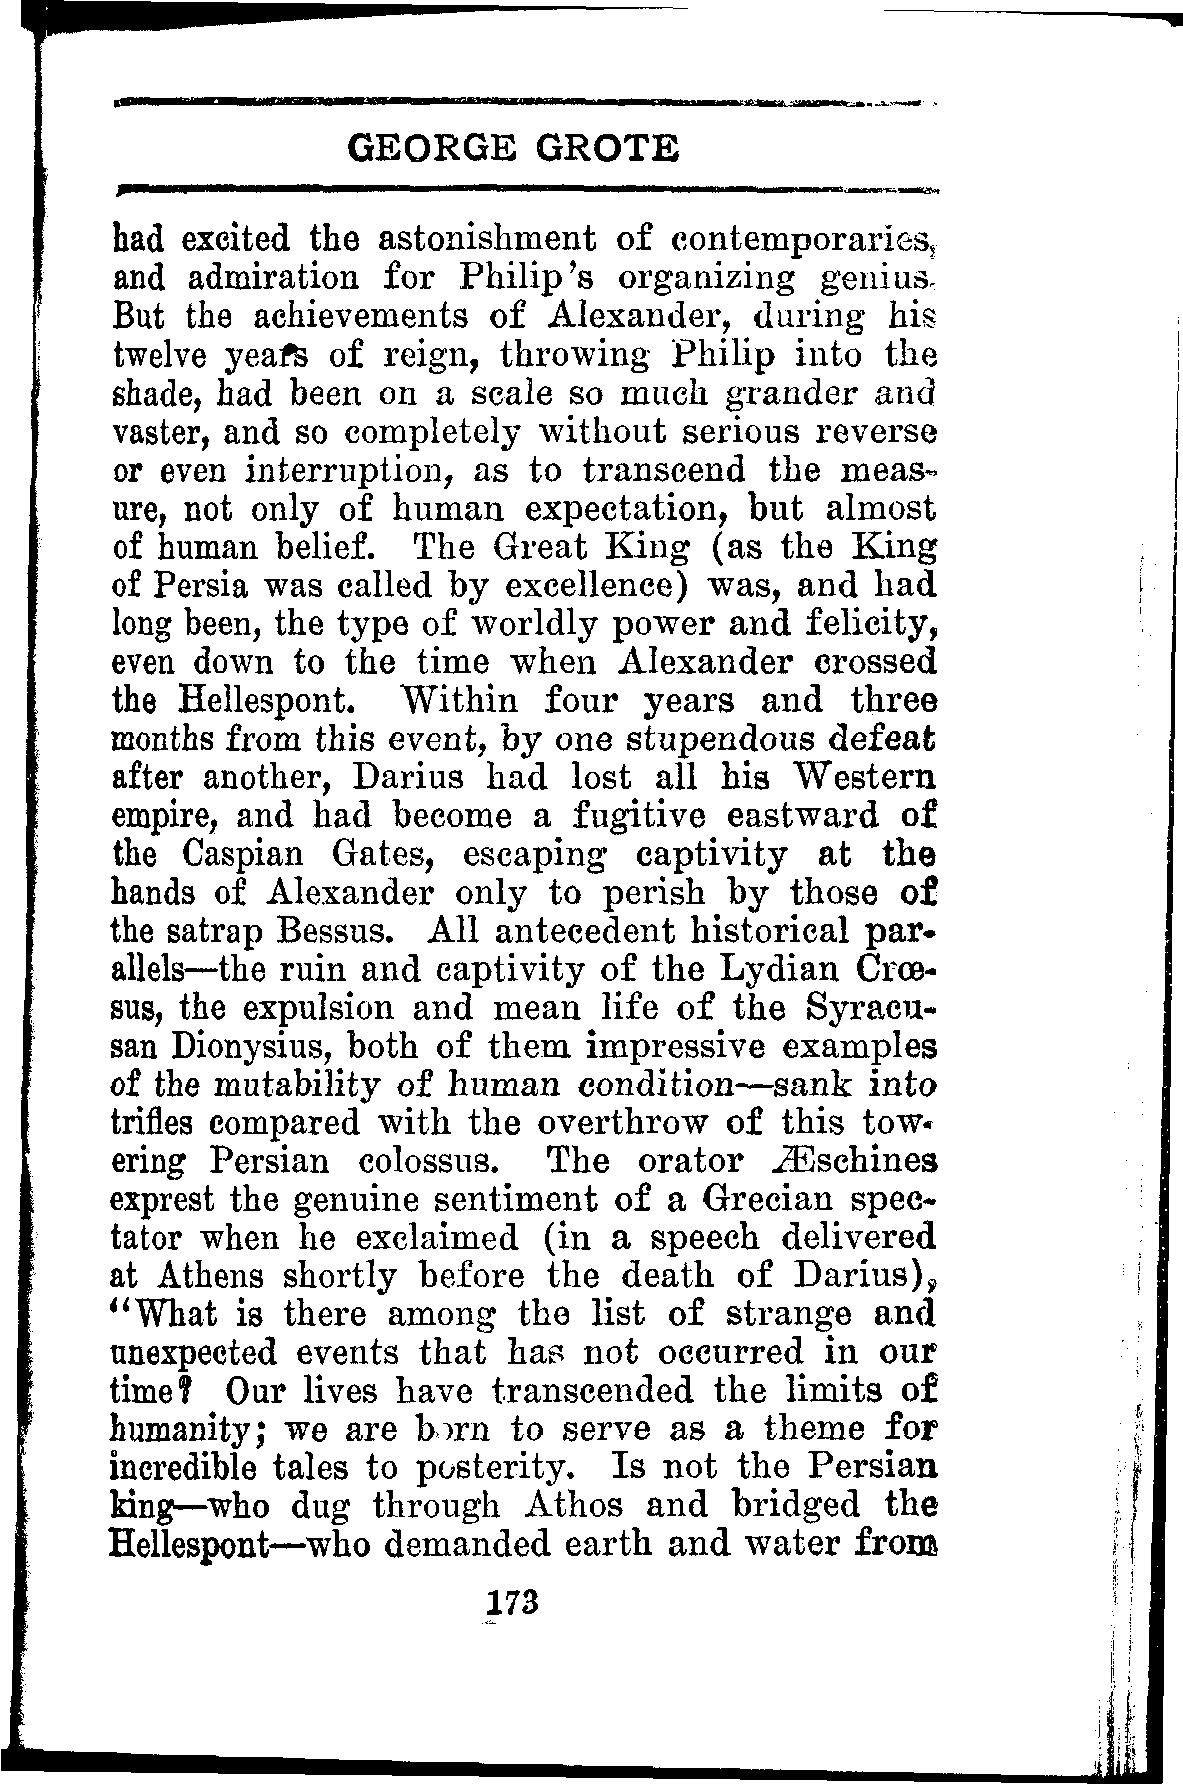 GEORGE GROTE
had excited the astonishment of contemporaries,
and admiration for Philip's organizing genius.
But the achievements of Alexander, during his
twelve years of reign, throwing Philip into the
shade, had been on a scale so much grander and
vaster, and so completely without serious reverse
or even interruption, as to transcend the meas-
ure, not only of human expectation, but almost
of human belief. The Great King (as the King
of Persia was called by excellence) was, and had
long been, the type of worldly power and felicity,
even down to the time when Alexander crossed
the Hellespont. Within four years and three
months from this event, by one stupendous defeat
after another, Darius had lost all his Western
empire, and had become a fugitive eastward of
the Caspian Gates, escaping captivity at the
hands of Alexander only to perish by those of
the satrap Bessus. All antecedent historical par-
allels—the ruin and captivity of the Lydian Crœ-
sus, the expulsion and mean life of the Syracu-
san Dionysius, both of them impressive examples
of the mutability of human condition—sank into
trifles compared with the overthrow of this tow-
ering Persian colossus. The orator Æschines
exprest the genuine sentiment of a Grecian spec-
tator when he exclaimed (in a speech delivered
at Athens shortly before the death of Darius),
"What is there among the list of strange and
unexpected events that has not occurred in our
time? Our lives have transcended the limits of
humanity; we are born to serve as a theme for
incredible tales to posterity. Is not the Persian
king—who dug through Athos and bridged the
Hellespont—who demanded earth and water from
173